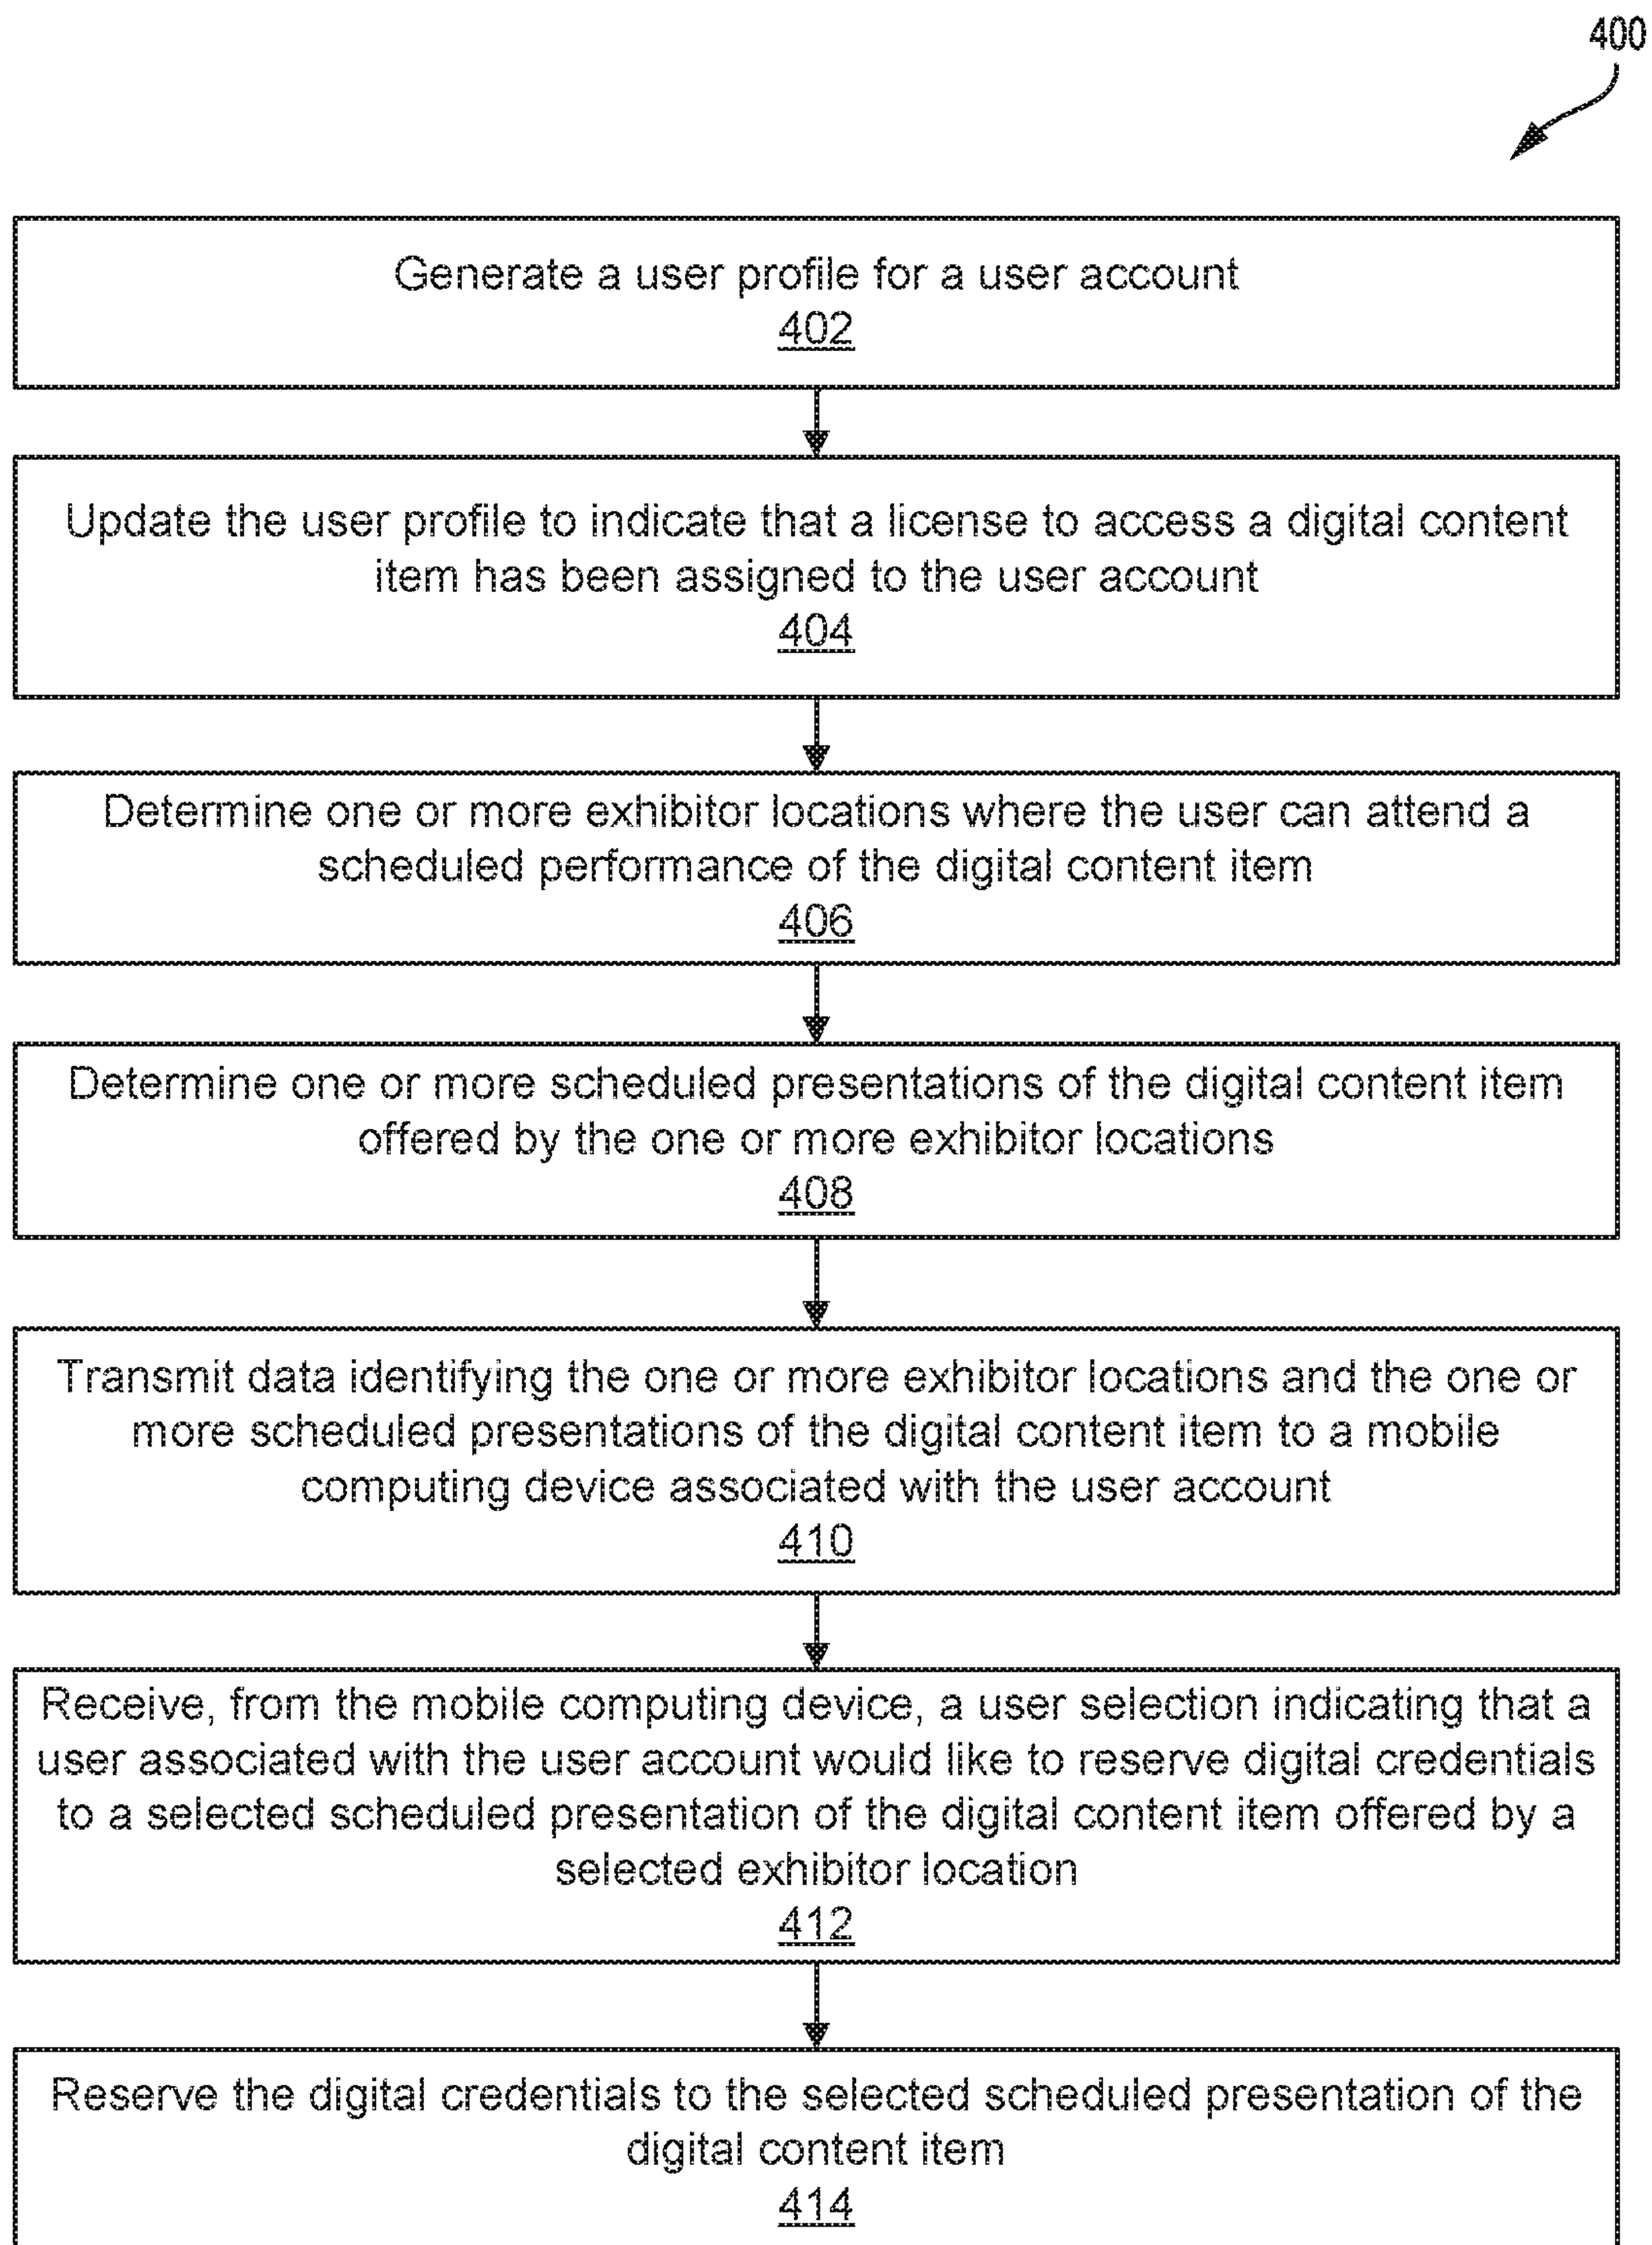 400
Generate a user profile for a user account
402
Update the user profile to indicate that a license to access a digital content
item has been assigned to the user account
404
Determine one or more exhibitor locations where the user can attend a
scheduled performance of the digital content item
406
Determine one or more scheduled presentations of the digital content item
offered by the one or more exhibitor locations
408
Transmit data identifying the one or more exhibitor locations and the one or
more scheduled presentations of the digital content item to a mobile
computing device associated with the user account
410
Receive, from the mobile computing device, a user selection indicating that a
user associated with the user account would like to reserve digital credentials
to a selected scheduled presentation of the digital content item offered by a
selected exhibitor location
412
Reserve the digital credentials to the selected scheduled presentation of the
digital content item
414